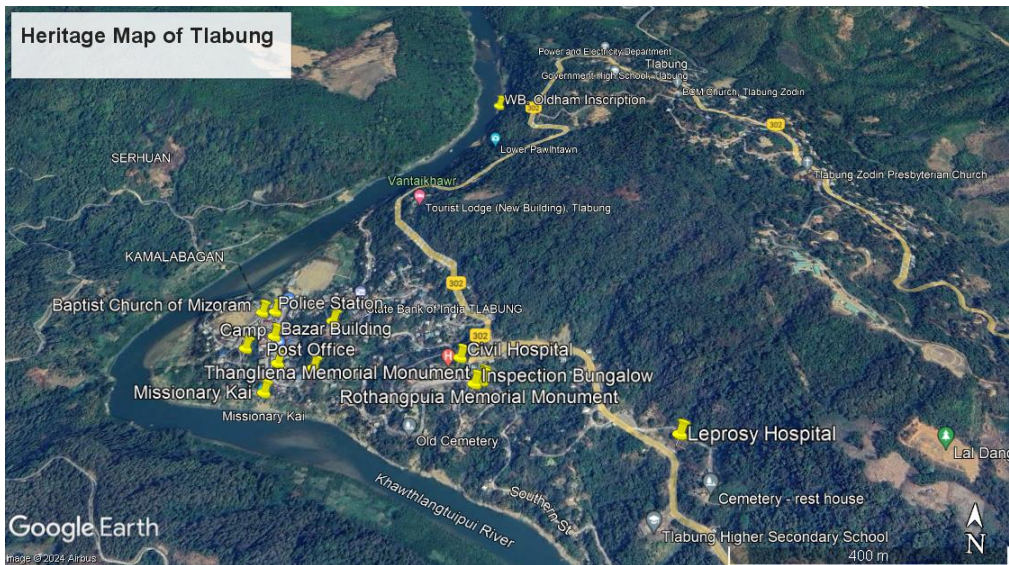 Heritage Map of Tlabung
Power and Electricity Department
Tlabung
Government High School, Tlabung
BCM Church, Tlabung Zodin
WB. Oldham Inscription
302
302
Lower Pawlhtawn
SERHUAN
Tlabung Zodin Presbyterian Church
Vantaikhawr
Tourist Lodge (New Building), Tlabung
KAMALABAGAN
302
Baptist Church of Mizoram
Police Station
State Bank of India TLABUNG
Camp
Bazar Building
302
Post Office
Civil Hospital
H
Thangliena Memorial Monument
Inspection Bungalow
Missionary Kai
Rothangpuia Memorial Monument
Missionary Kai
Leprosy Hospital
Old Cemetery
Lal Dang
Khawthlangtuipui River
Southern St
Cemetery - rest house
Google Earth
Tlabung Higher Secondary School
N
400 m
Image © 2024 Airbus